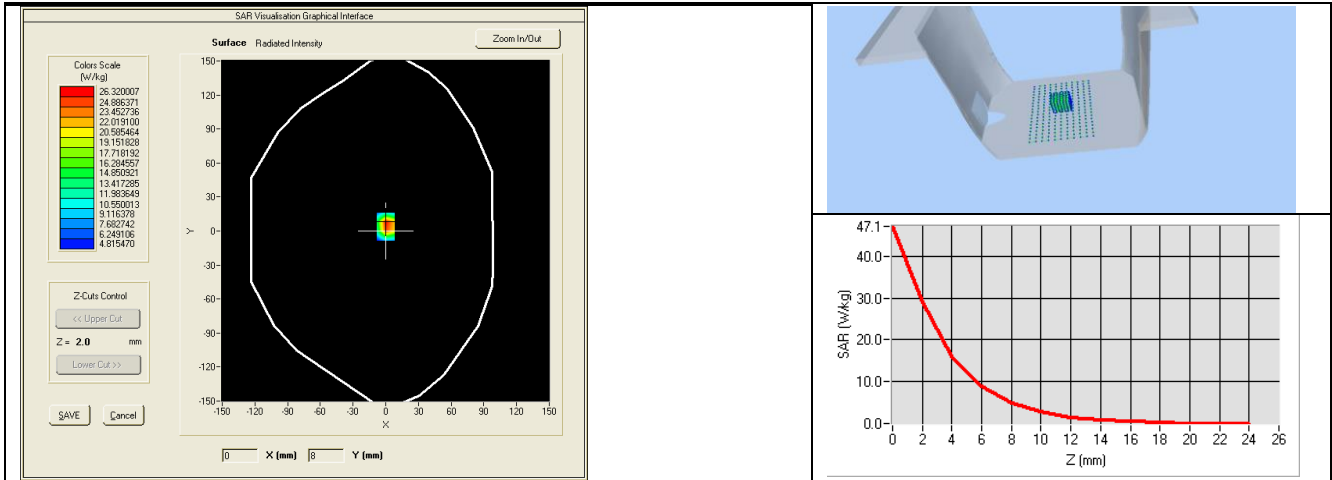 SAR Visualisation Graphical Interface
Surface Radiated Intensity
Zoom In/Out
Colors Scale
(W/kg)
26.320007
24.886371
23.452736
22.019100
20.585464
19.151828
17.718192
16.284557
14.850921
13.417285
11.983649
10.550013
9.116378
7.682742
6.249106
4.815470
Z-Cuts Control
<< Upper Cut
Z = 2.0 mm
Lower Cut >>
SAVE Cancel
150
120
90
60
30
0
-30
-60
-90
-120
-150
Y
-150 -120 -90 -60 -30 0 30 60 90 120 150
X
0 X (mm) 8 Y (mm)
47.1
40.0
30.0
20.0
10.0
0.0
SAR (W/kg)
0 2 4 6 8 10 12 14 16 18 20 22 24 26
Z (mm)